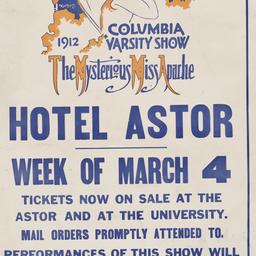 COLUMBIA
1912 VARSITY SHOW
The Mysterious Miss Apache
HOTEL ASTOR
WEEK OF MARCH 4
TICKETS NOW ON SALE AT THE
ASTOR AND AT THE UNIVERSITY.
MAIL ORDERS PROMPTLY ATTENDED TO.
PERFORMANCES OF THIS SHOW WILL